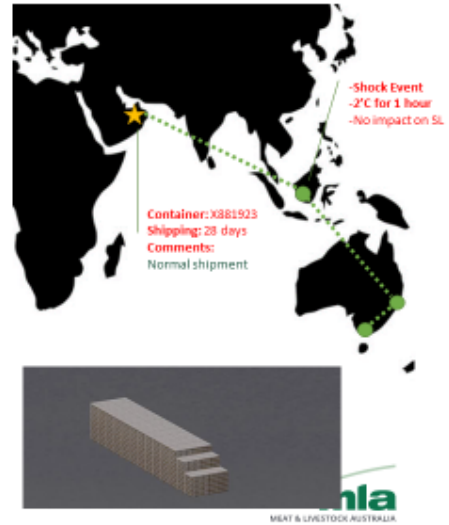 -Shock Event
-2°C for 1 hour
-No impact on SL
Container: X881923
Shipping: 28 days
Comments:
Normal shipment
mla
MEAT & LIVESTOCK AUSTRALIA